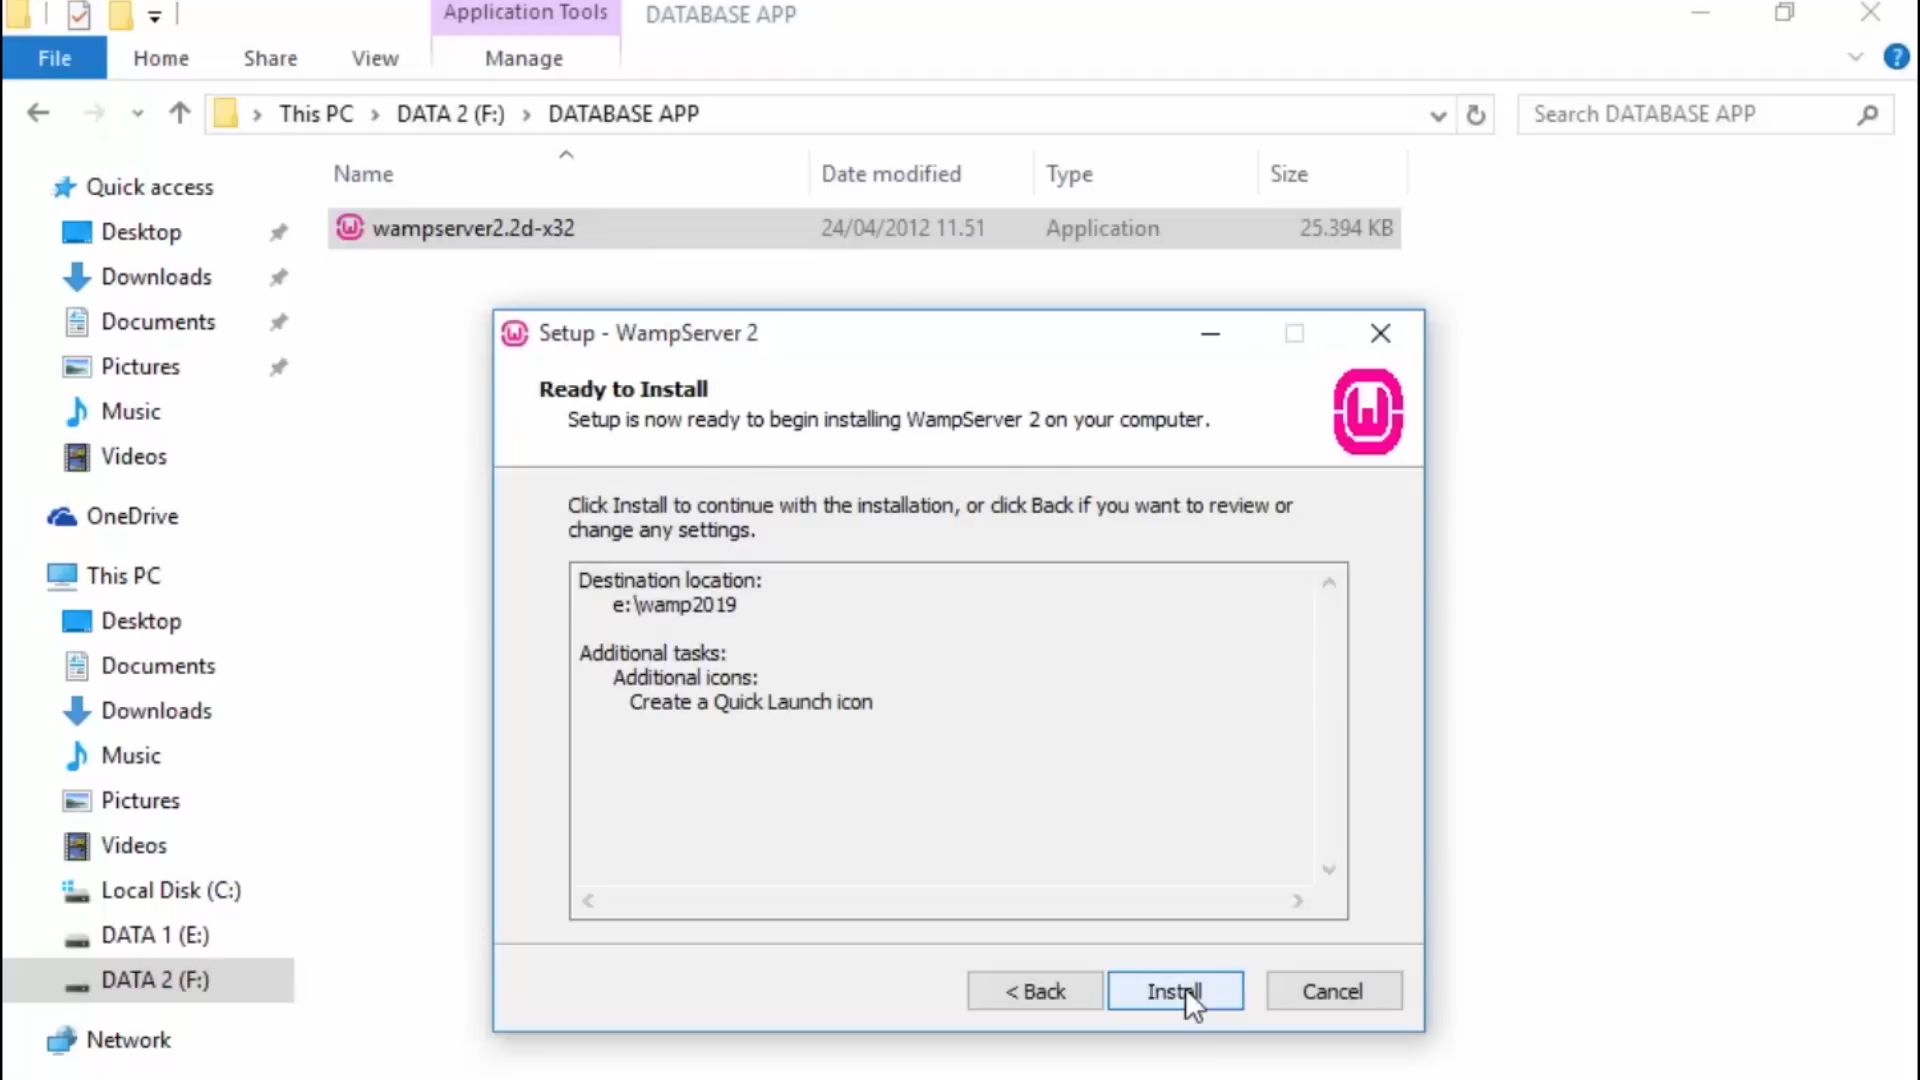 Application Tools
DATABASE APP
File
Home
Share
View
Manage
This PC
DATA 2 (F:)
DATABASE APP
Search DATABASE APP
Name
Date modified
Type
Size
wampserver2.2d-x32
24/04/2012 11.51
Application
25.394 KB
Quick access
Desktop
Downloads
Documents
Pictures
Music
Videos
OneDrive
This PC
Desktop
Documents
Downloads
Music
Pictures
Videos
Local Disk (C:)
DATA 1 (E:)
DATA 2 (F:)
Network
Setup - WampServer 2
Ready to Install
Setup is now ready to begin installing WampServer 2 on your computer.
Click Install to continue with the installation, or click Back if you want to review or
change any settings.
Destination location:
e:\wamp2019
Additional tasks:
Additional icons:
Create a Quick Launch icon
< Back
Install
Cancel